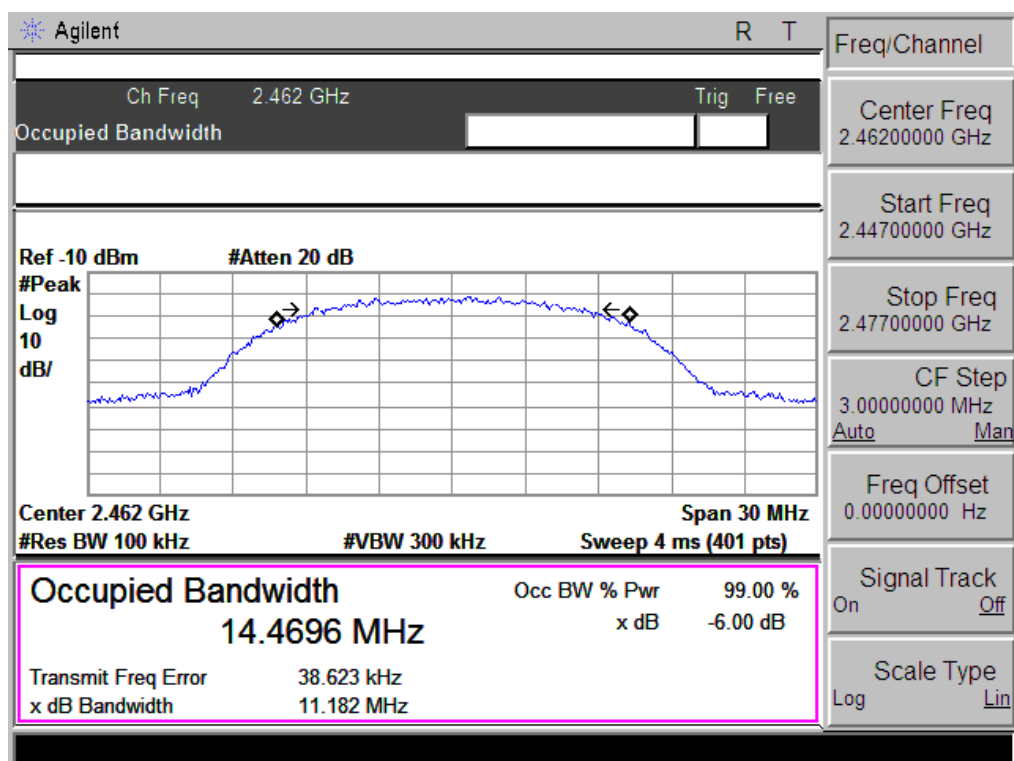 Agilent R T
Ch Freq 2.462 GHz Trig Free
Occupied Bandwidth
Ref -10 dBm #Atten 20 dB
#Peak
Log
10
dB/
Center 2.462 GHz Span 30 MHz
#Res BW 100 kHz #VBW 300 kHz Sweep 4 ms (401 pts)
Occupied Bandwidth Occ BW % Pwr 99.00 %
14.4696 MHz x dB -6.00 dB
Transmit Freq Error 38.623 kHz
x dB Bandwidth 11.182 MHz
Freq/Channel
Center Freq
2.46200000 GHz
Start Freq
2.44700000 GHz
Stop Freq
2.47700000 GHz
CF Step
3.00000000 MHz
Auto Man
Freq Offset
0.00000000 Hz
Signal Track
On Off
Scale Type
Log Lin